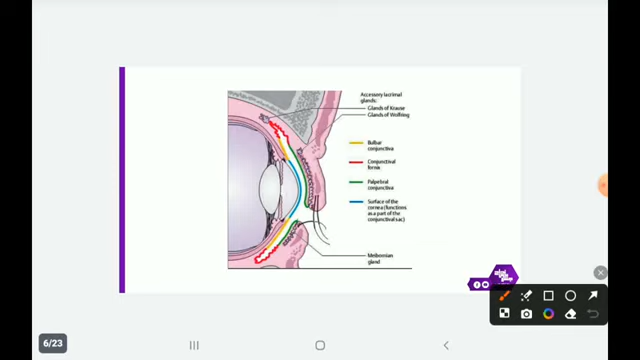 Accessory lacrimal
glands:
Glands of Krause
Glands of Wolfring
Bulbar
conjunctiva
Conjunctival
fornix
Palpebral
conjunctiva
Surface of the
cornea (functions
as a part of the
conjunctival sac)
Meibomian
gland
6/23